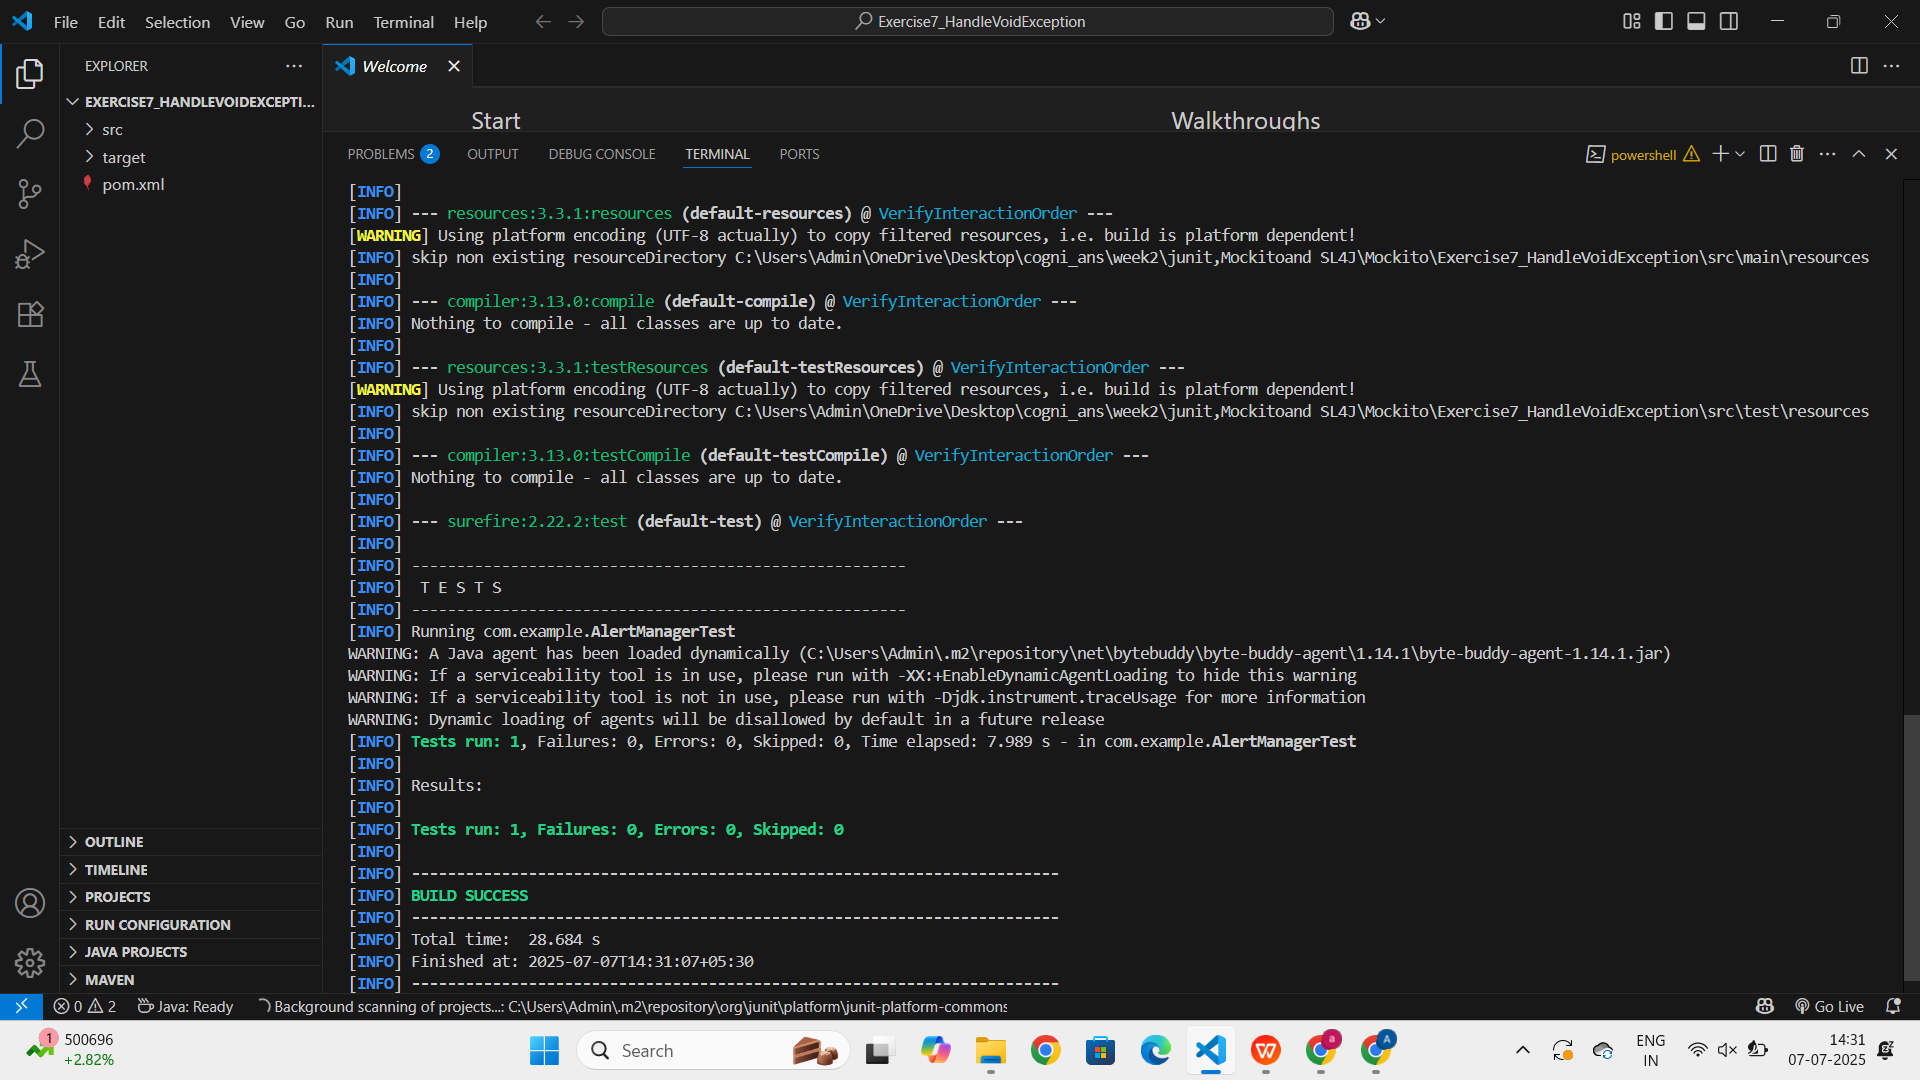 File Edit Selection View Go Run Terminal Help
Exercise7_HandleVoidException
EXPLORER
EXERCISE7_HANDLEVOIDEXCEPTI...
src
target
pom.xml
OUTLINE
TIMELINE
PROJECTS
RUN CONFIGURATION
JAVA PROJECTS
MAVEN
Welcome
Start
Walkthroughs
PROBLEMS 2 OUTPUT DEBUG CONSOLE TERMINAL PORTS
powershell
[INFO]
[INFO] --- resources:3.3.1:resources (default-resources) @ VerifyInteractionOrder ---
[WARNING] Using platform encoding (UTF-8 actually) to copy filtered resources, i.e. build is platform dependent!
[INFO] skip non existing resourceDirectory C:\Users\Admin\OneDrive\Desktop\cogni_ans\week2\junit,Mockitoand SL4J\Mockito\Exercise7_HandleVoidException\src\main\resources
[INFO]
[INFO] --- compiler:3.13.0:compile (default-compile) @ VerifyInteractionOrder ---
[INFO] Nothing to compile - all classes are up to date.
[INFO]
[INFO] --- resources:3.3.1:testResources (default-testResources) @ VerifyInteractionOrder ---
[WARNING] Using platform encoding (UTF-8 actually) to copy filtered resources, i.e. build is platform dependent!
[INFO] skip non existing resourceDirectory C:\Users\Admin\OneDrive\Desktop\cogni_ans\week2\junit,Mockitoand SL4J\Mockito\Exercise7_HandleVoidException\src\test\resources
[INFO]
[INFO] --- compiler:3.13.0:testCompile (default-testCompile) @ VerifyInteractionOrder ---
[INFO] Nothing to compile - all classes are up to date.
[INFO]
[INFO] --- surefire:2.22.2:test (default-test) @ VerifyInteractionOrder ---
[INFO]
[INFO] -------------------------------------------------------
[INFO]  T E S T S
[INFO] -------------------------------------------------------
[INFO] Running com.example.AlertManagerTest
WARNING: A Java agent has been loaded dynamically (C:\Users\Admin\.m2\repository\net\bytebuddy\byte-buddy-agent\1.14.1\byte-buddy-agent-1.14.1.jar)
WARNING: If a serviceability tool is in use, please run with -XX:+EnableDynamicAgentLoading to hide this warning
WARNING: If a serviceability tool is not in use, please run with -Djdk.instrument.traceUsage for more information
WARNING: Dynamic loading of agents will be disallowed by default in a future release
[INFO] Tests run: 1, Failures: 0, Errors: 0, Skipped: 0, Time elapsed: 7.989 s - in com.example.AlertManagerTest
[INFO]
[INFO] Results:
[INFO]
[INFO] Tests run: 1, Failures: 0, Errors: 0, Skipped: 0
[INFO]
[INFO] ------------------------------------------------------------------------
[INFO] BUILD SUCCESS
[INFO] ------------------------------------------------------------------------
[INFO] Total time:  28.684 s
[INFO] Finished at: 2025-07-07T14:31:07+05:30
[INFO] ------------------------------------------------------------------------
0 2 Java: Ready Background scanning of projects...: C:\Users\Admin\.m2\repository\org\junit\platform\junit-platform-commons Go Live
1
500696
+2.82%
Search
a
A
ENG
IN
14:31
07-07-2025